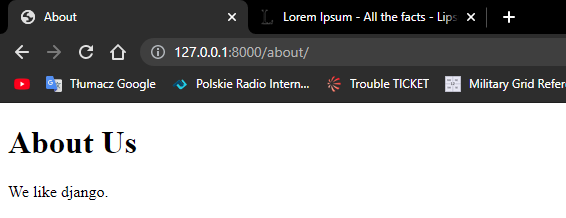 About
Lorem Ipsum - All the facts - Lips
127.0.0.1:8000/about/
Tłumacz Google
Polskie Radio Intern...
Trouble TICKET
Military Grid Refere
About Us
We like django.